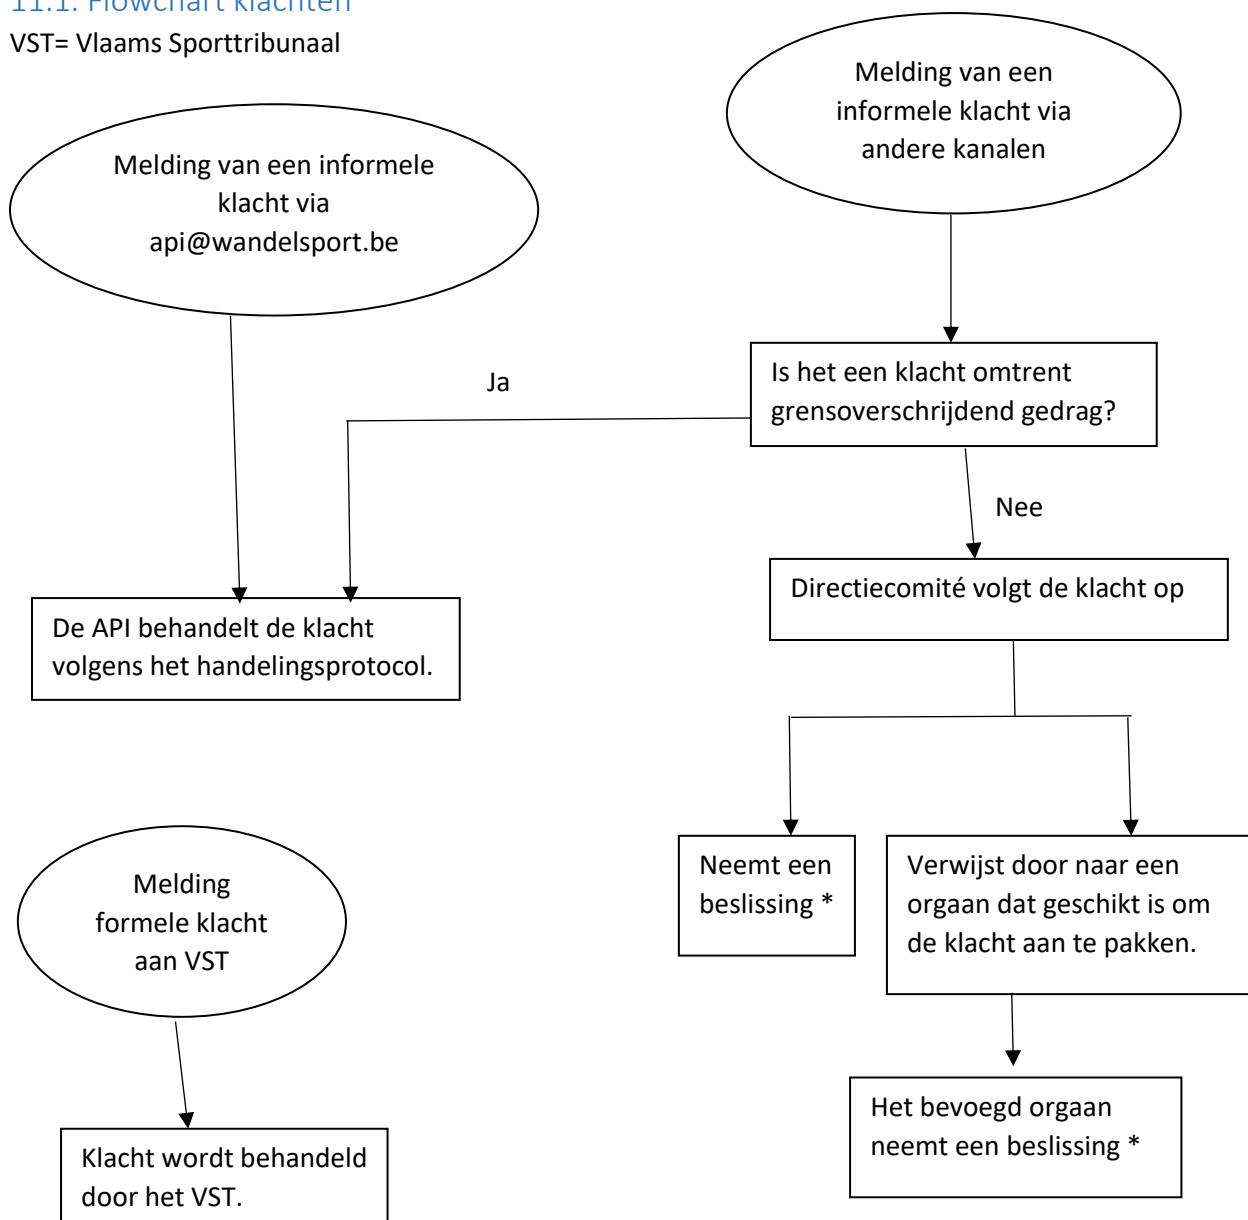 11.1. Flowchart klachten
VST= Vlaams Sporttribunaal
Melding van een
informele klacht via
andere kanalen
Melding van een informele
klacht via
api@wandelsport.be
Is het een klacht omtrent
grensoverschrijdend gedrag?
Ja
Nee
Directiecomité volgt de klacht op
De API behandelt de klacht
volgens het handelingsprotocol.
Neemt een
beslissing *
Verwijst door naar een
orgaan dat geschikt is om
de klacht aan te pakken.
Melding
formele klacht
aan VST
Het bevoegd orgaan
neemt een beslissing *
Klacht wordt behandeld
door het VST.